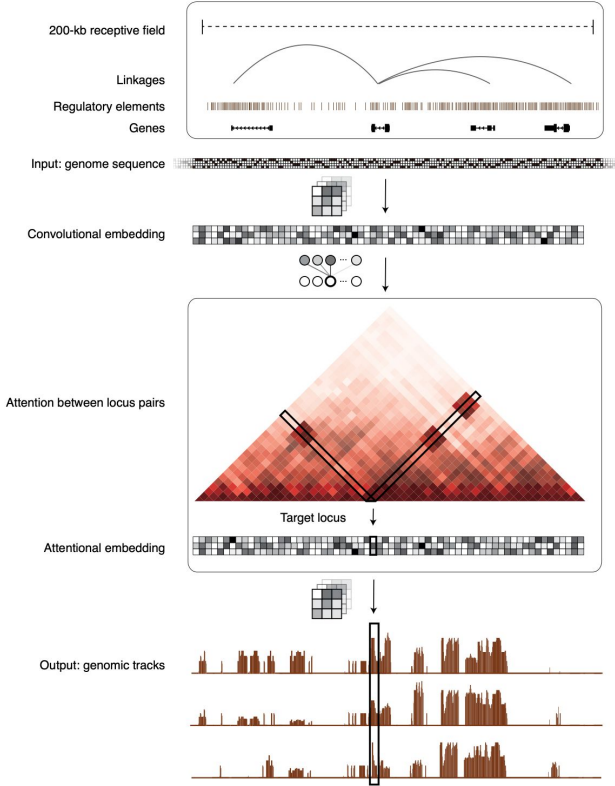 200-kb receptive field
Linkages
Regulatory elements
Genes
Input: genome sequence
Convolutional embedding
...
...
Attention between locus pairs
Target locus
Attentional embedding
Output: genomic tracks